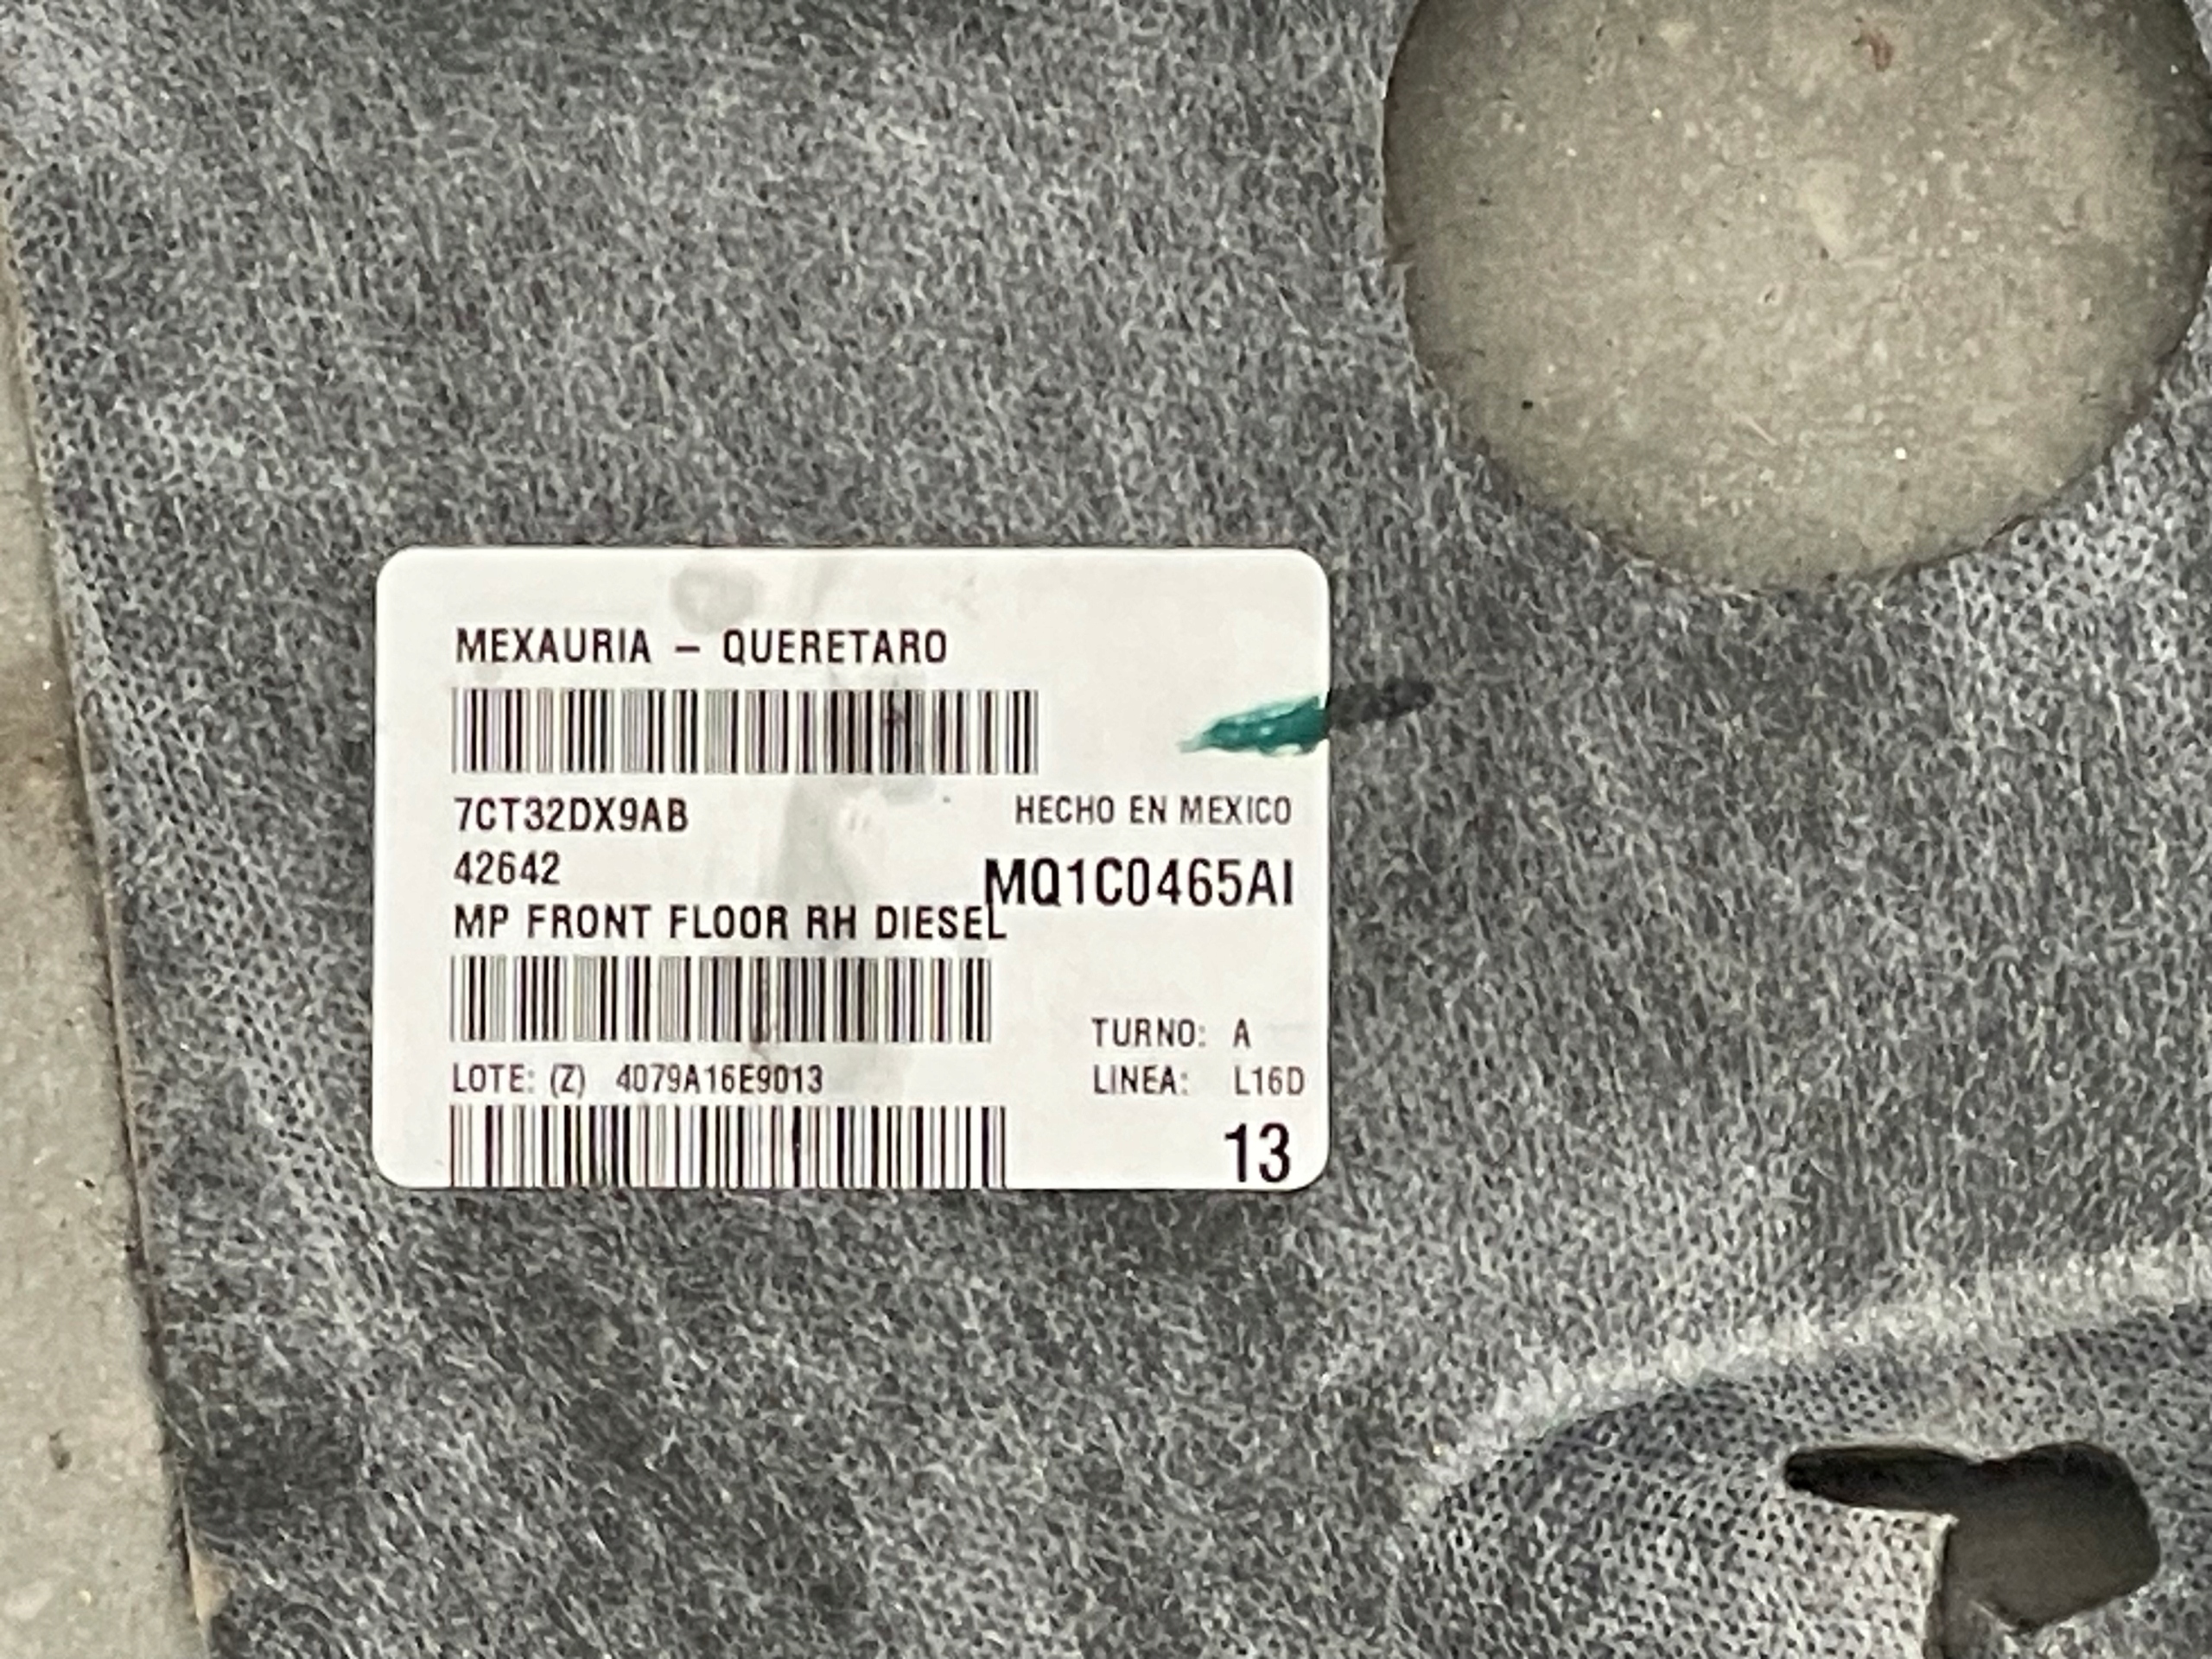 MEXAURIA – QUERETARO
7CT32DX9AB
HECHO EN MEXICO
42642
MQ1C0465AI
MP FRONT FLOOR RH DIESEL
TURNO: A
LOTE: (Z) 4079A16E9013
LINEA: L16D
13